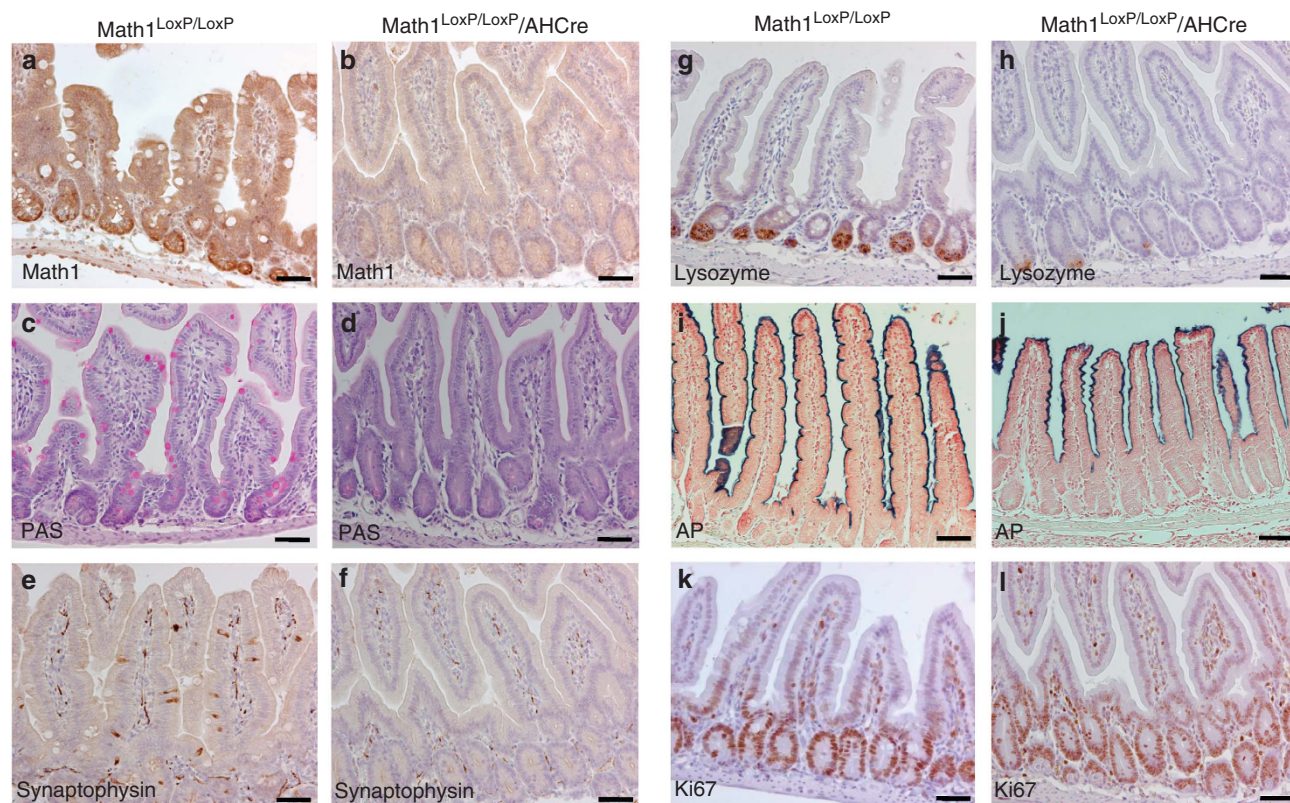 Math1LoxP/LoxP
Math1LoxP/LoxP/AHCre
Math1LoxP/LoxP
Math1LoxP/LoxP/AHCre
a
Math1
b
Math1
g
Lysozyme
h
Lysozyme
c
PAS
d
PAS
i
AP
j
AP
e
Synaptophysin
f
Synaptophysin
k
Ki67
l
Ki67